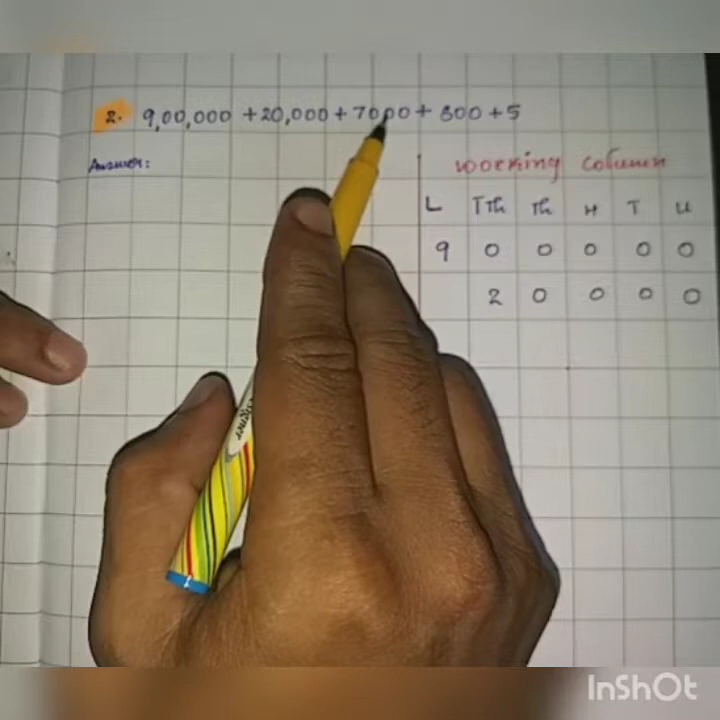 2. 9,00,000 + 20,000 + 7000 + 800 + 5
Answer:
Working Column
L TTh Th H T U
9 0 0 0 0 0
2 0 0 0 0
InShOt